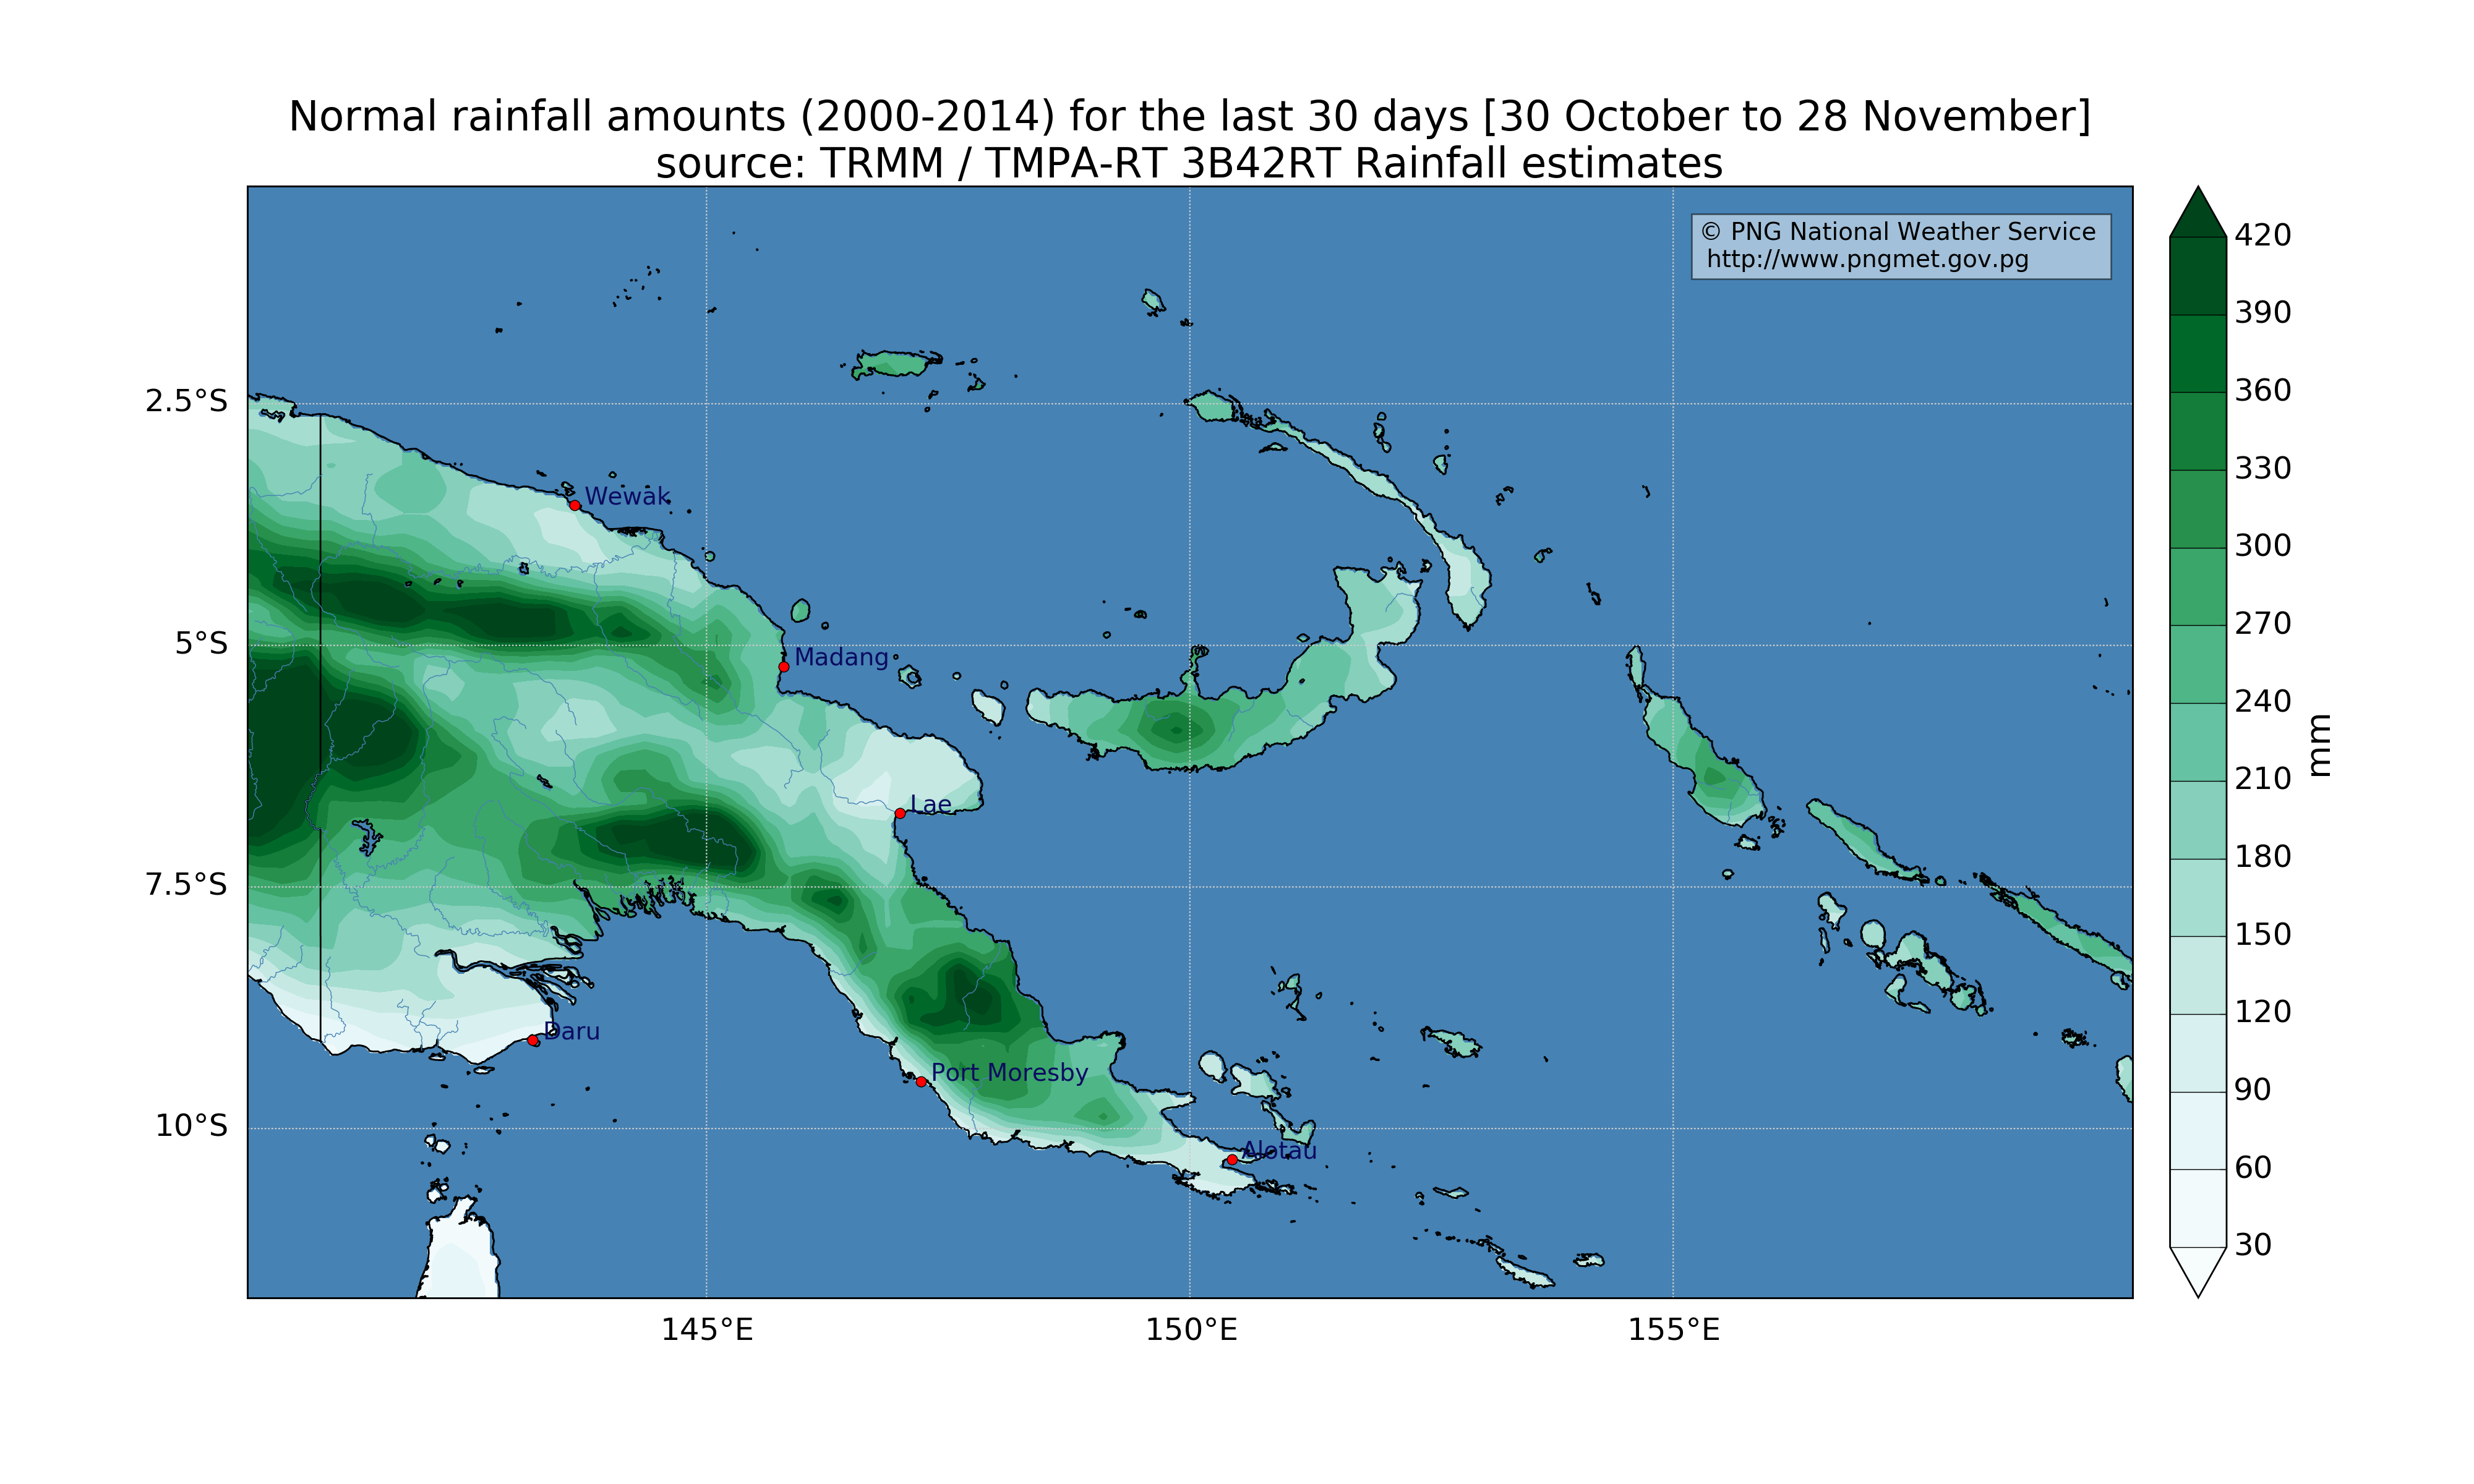 Normal rainfall amounts (2000-2014) for the last 30 days [30 October to 28 November]
source: TRMM / TMPA-RT 3B42RT Rainfall estimates
© PNG National Weather Service
http://www.pngmet.gov.pg
2.5°S
5°S
7.5°S
10°S
Wewak
Madang
Lae
Daru
Port Moresby
Alotau
145°E
150°E
155°E
420
390
360
330
300
270
240
210
180
150
120
90
60
30
mm